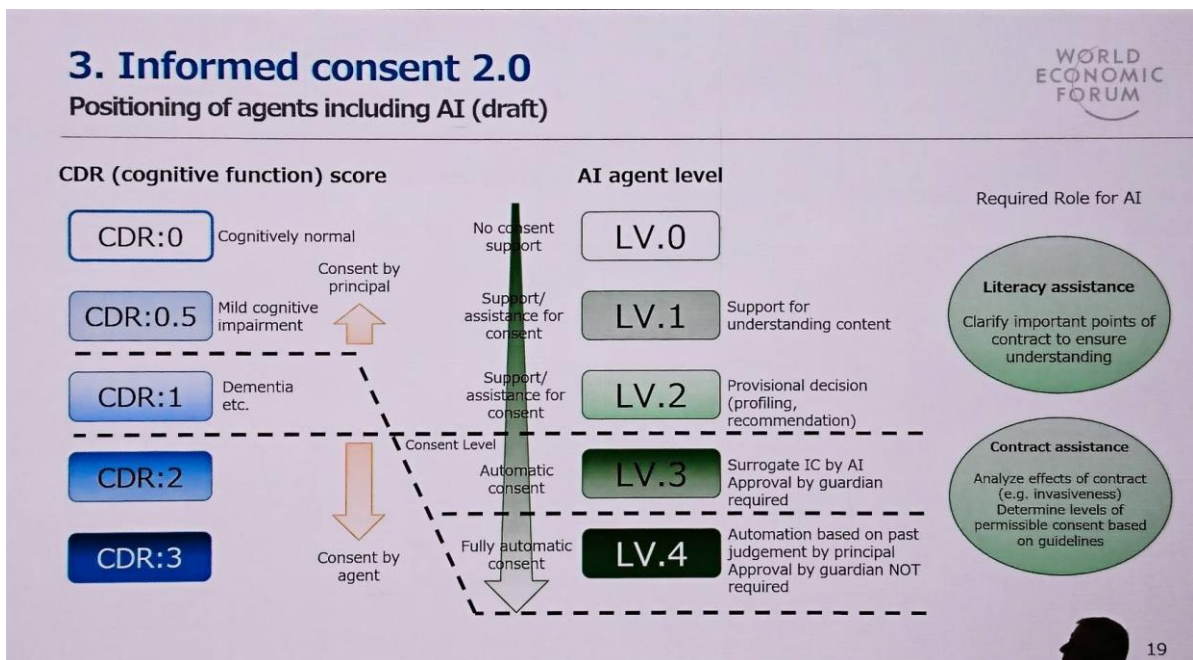 3. Informed consent 2.0
Positioning of agents including AI (draft)
WORLD
ECONOMIC
FORUM
CDR (cognitive function) score
CDR:0
Cognitively normal
Consent by
principal
CDR:0.5
Mild cognitive
impairment
CDR:1
Dementia
etc.
CDR:2
CDR:3
Consent by
agent
Consent Level
AI agent level
No consent
support
LV.0
Support/
assistance for
consent
LV.1
Support for
understanding content
Support/
assistance for
consent
LV.2
Provisional decision
(profiling,
recommendation)
Automatic
consent
LV.3
Surrogate IC by AI
Approval by guardian
required
Fully automatic
consent
LV.4
Automation based on past
judgement by principal
Approval by guardian NOT
required
Required Role for AI
Literacy assistance
Clarify important points of
contract to ensure
understanding
Contract assistance
Analyze effects of contract
(e.g. invasiveness)
Determine levels of
permissible consent based
on guidelines
19